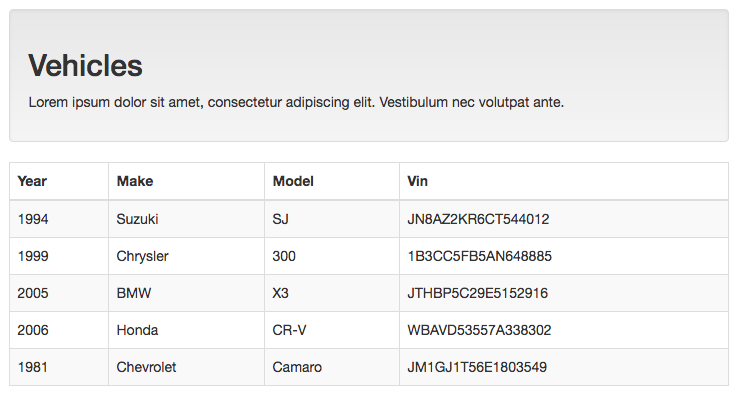 Vehicles
Lorem ipsum dolor sit amet, consectetur adipiscing elit. Vestibulum nec volutpat ante.
Year Make Model Vin
1994 Suzuki SJ JN8AZ2KR6CT544012
1999 Chrysler 300 1B3CC5FB5AN648885
2005 BMW X3 JTHBP5C29E5152916
2006 Honda CR-V WBAVD53557A338302
1981 Chevrolet Camaro JM1GJ1T56E1803549